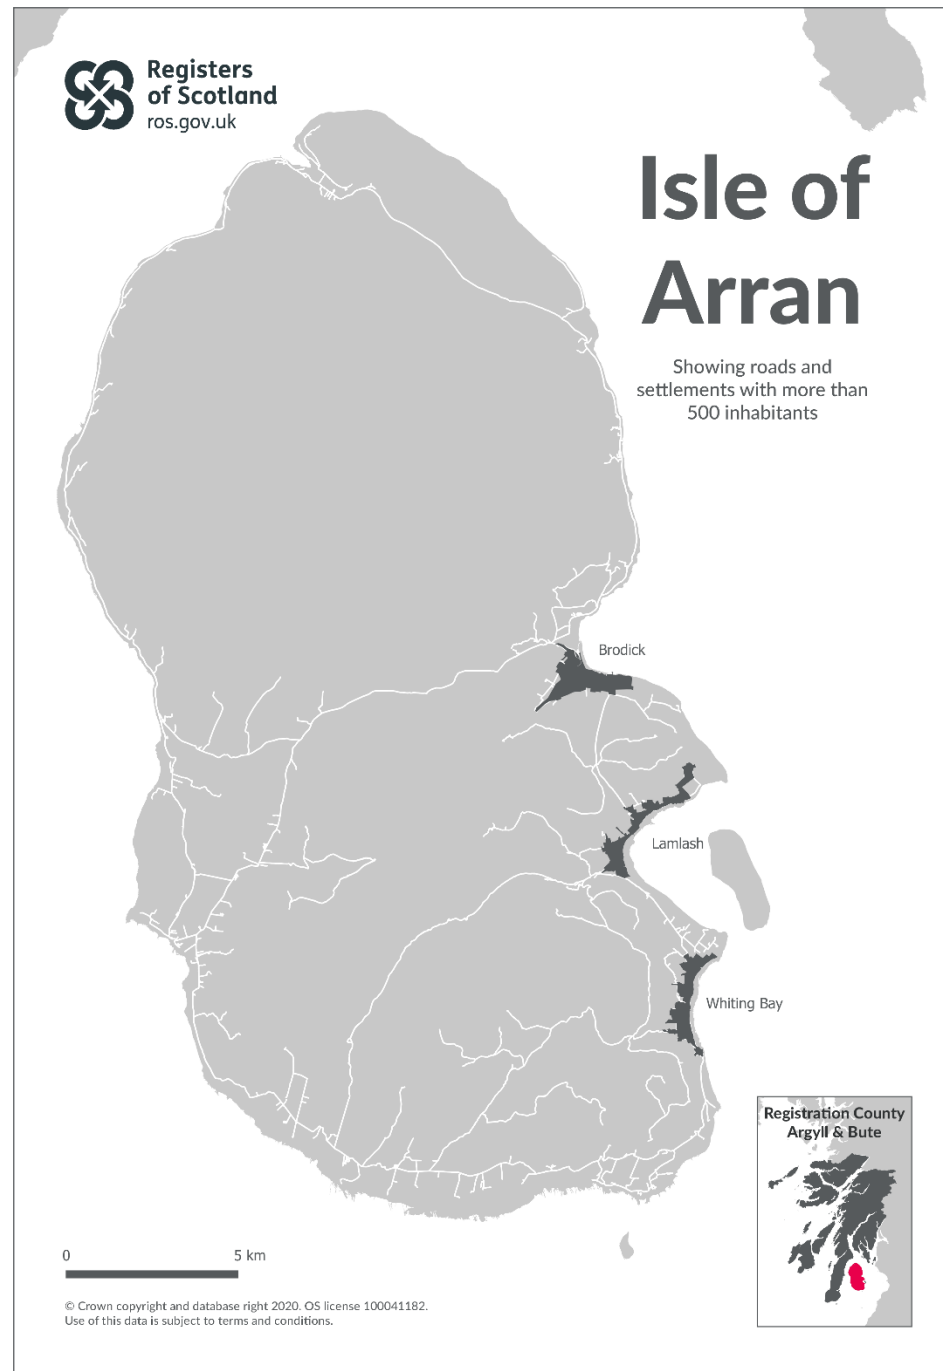 Registers
of Scotland
ros.gov.uk
Isle of
Arran
Showing roads and
settlements with more than
500 inhabitants
Brodick
Lamlash
Whiting Bay
Registration County
Argyll & Bute
0 5 km
© Crown copyright and database right 2020. OS license 100041182.
Use of this data is subject to terms and conditions.